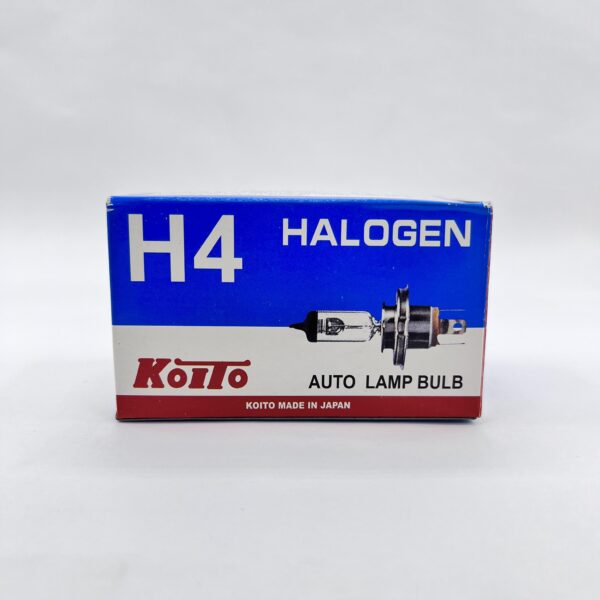 H4
HALOGEN
KOITO
AUTO LAMP BULB
KOITO MADE IN JAPAN